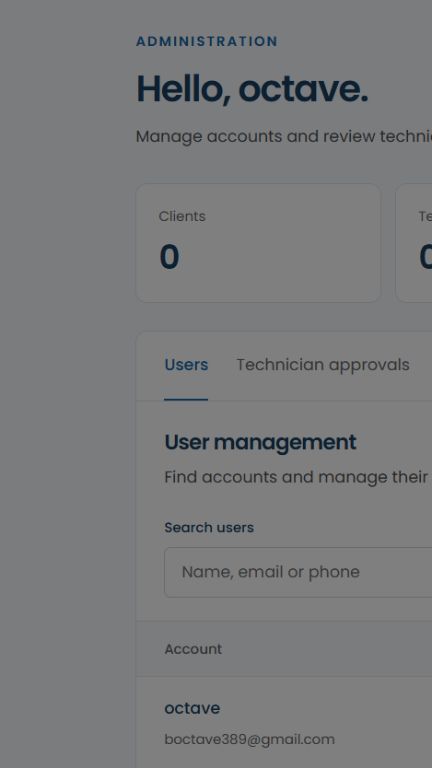 ADMINISTRATION
Hello, octave.
Manage accounts and review
Clients
0
Users Technician approvals
User management
Find accounts and manage their
Search users
Name, email or phone
Account
octave
boctave389@gmail.com